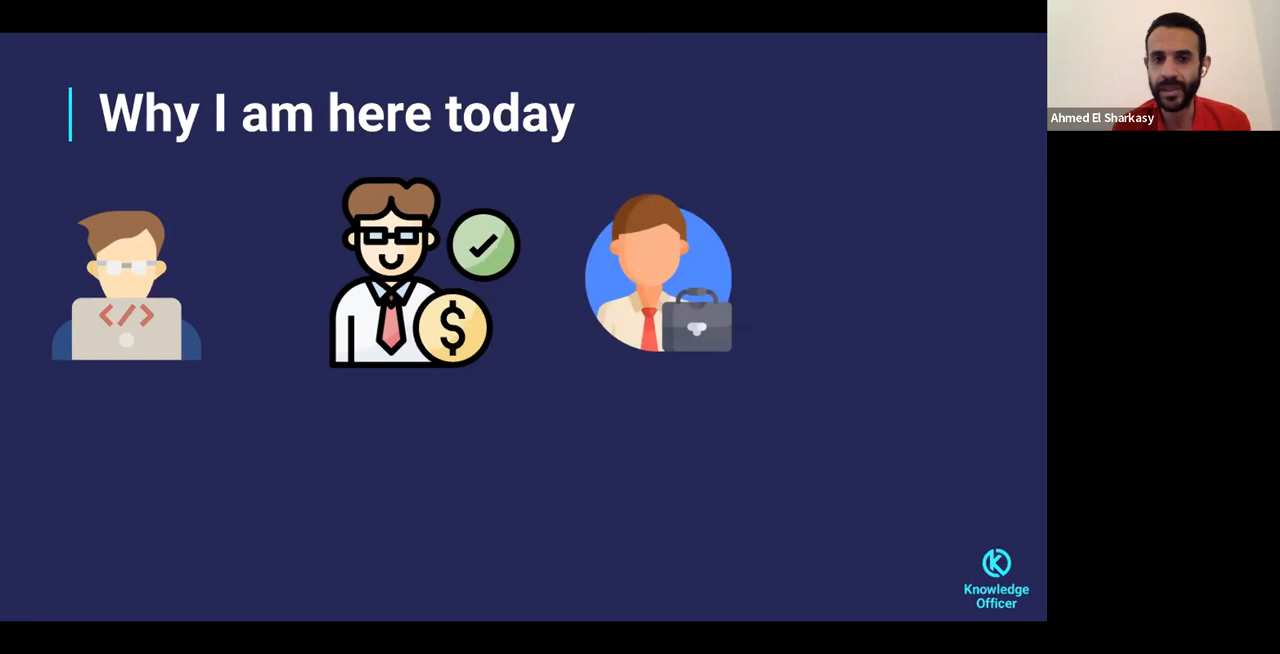 Why I am here today
Ahmed El Sharkasy
</>
$
Knowledge
Officer